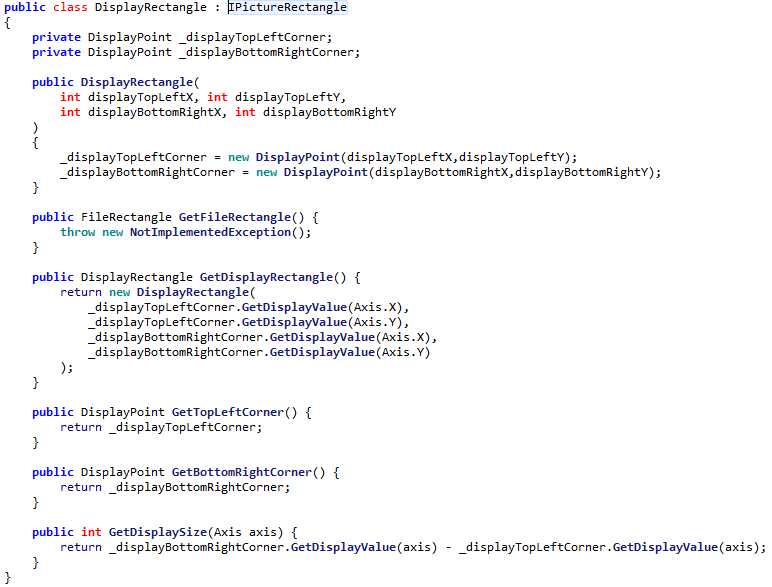 public class DisplayRectangle : IPictureRectangle
{
    private DisplayPoint _displayTopLeftCorner;
    private DisplayPoint _displayBottomRightCorner;

    public DisplayRectangle(
        int displayTopLeftX, int displayTopLeftY,
        int displayBottomRightX, int displayBottomRightY
    )
    {
        _displayTopLeftCorner = new DisplayPoint(displayTopLeftX,displayTopLeftY);
        _displayBottomRightCorner = new DisplayPoint(displayBottomRightX,displayBottomRightY);
    }

    public FileRectangle GetFileRectangle() {
        throw new NotImplementedException();
    }

    public DisplayRectangle GetDisplayRectangle() {
        return new DisplayRectangle(
            _displayTopLeftCorner.GetDisplayValue(Axis.X),
            _displayTopLeftCorner.GetDisplayValue(Axis.Y),
            _displayBottomRightCorner.GetDisplayValue(Axis.X),
            _displayBottomRightCorner.GetDisplayValue(Axis.Y)
        );
    }

    public DisplayPoint GetTopLeftCorner() {
        return _displayTopLeftCorner;
    }

    public DisplayPoint GetBottomRightCorner() {
        return _displayBottomRightCorner;
    }

    public int GetDisplaySize(Axis axis) {
        return _displayBottomRightCorner.GetDisplayValue(axis) - _displayTopLeftCorner.GetDisplayValue(axis);
    }
}